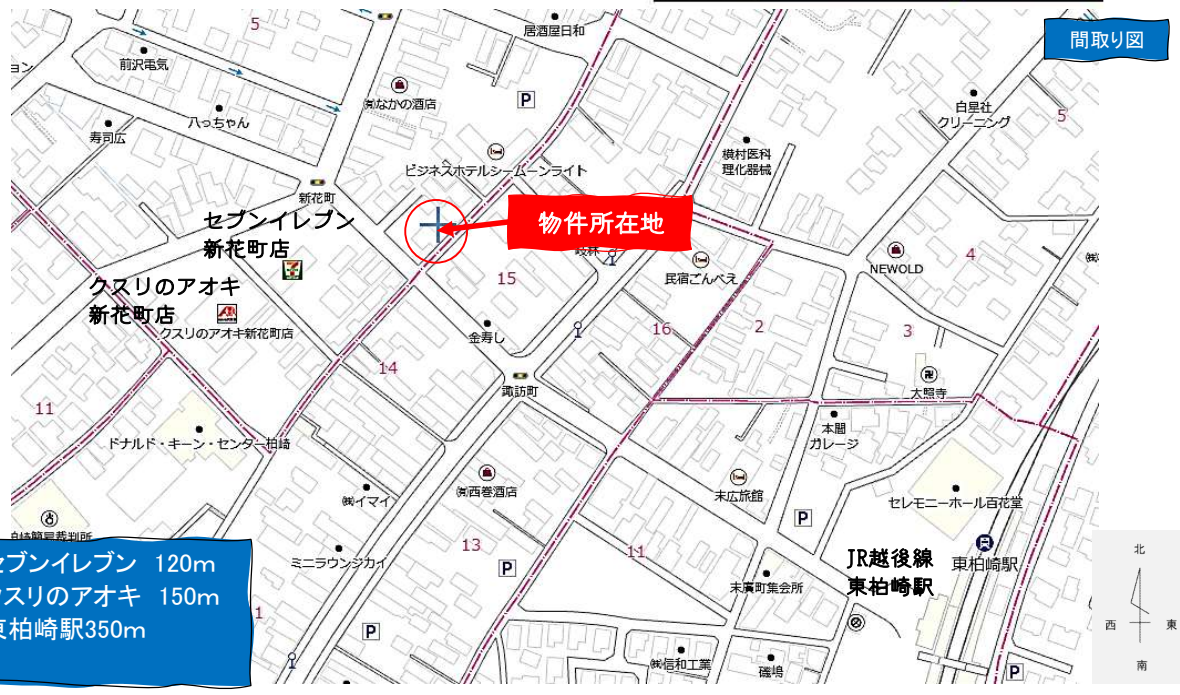 間取り図
居酒屋日和
5
前沢電気
ョン
㈲なかの酒店
P
八っちゃん
白星社
クリーニング
5
寿司広
横村医科
理化器械
ビジネスホテルシームーンライト
新花町
セブンイレブン
新花町店
物件所在地
民宿ごんべえ
NEWOLD
4
15
クスリのアオキ
新花町店
クスリのアオキ新花町店
金寿し
16
2
3
14
諏訪町
大照寺
11
本間
ガレージ
ドナルド・キーン・センター柏崎
㈱イマイ
㈲西巻酒店
末広旅館
セレモニーホール百花堂
P
13
11
ミニラウンジカイ
P
JR越後線
東柏崎駅
東柏崎駅
セブンイレブン 120m
クスリのアオキ 150m
東柏崎駅350m
1
末廣町集会所
P
㈱信和工業
磯嶋
P
北
西 東
南